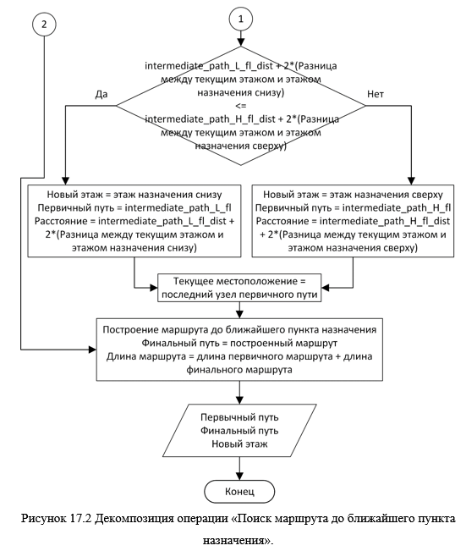 2
1
intermediate_path_L_fl_dist + 2*(Разница
между текущим этажом и этажом
назначения снизу)
<=
intermediate_path_H_fl_dist + 2*(Разница
между текущим этажом и этажом
назначения сверху)
Да
Нет
Новый этаж = этаж назначения снизу
Первичный путь = intermediate_path_L_fl
Расстояние = intermediate_path_L_fl_dist +
2*(Разница между текущим этажом и
этажом назначения снизу)
Новый этаж = этаж назначения сверху
Первичный путь = intermediate_path_H_fl
Расстояние = intermediate_path_H_fl_dist
+ 2*(Разница между текущим этажом и
этажом назначения сверху)
Текущее местоположение =
последний узел первичного пути
Построение маршрута до ближайшего пункта назначения
Финальный путь = построенный маршрут
Длина маршрута = длина первичного маршрута + длина
финального маршрута
Первычный путь
Финальный путь
Новый этаж
Конец
Рисунок 17.2 Декомпозиция операции «Поиск маршрута до ближайшего пункта
назначения».